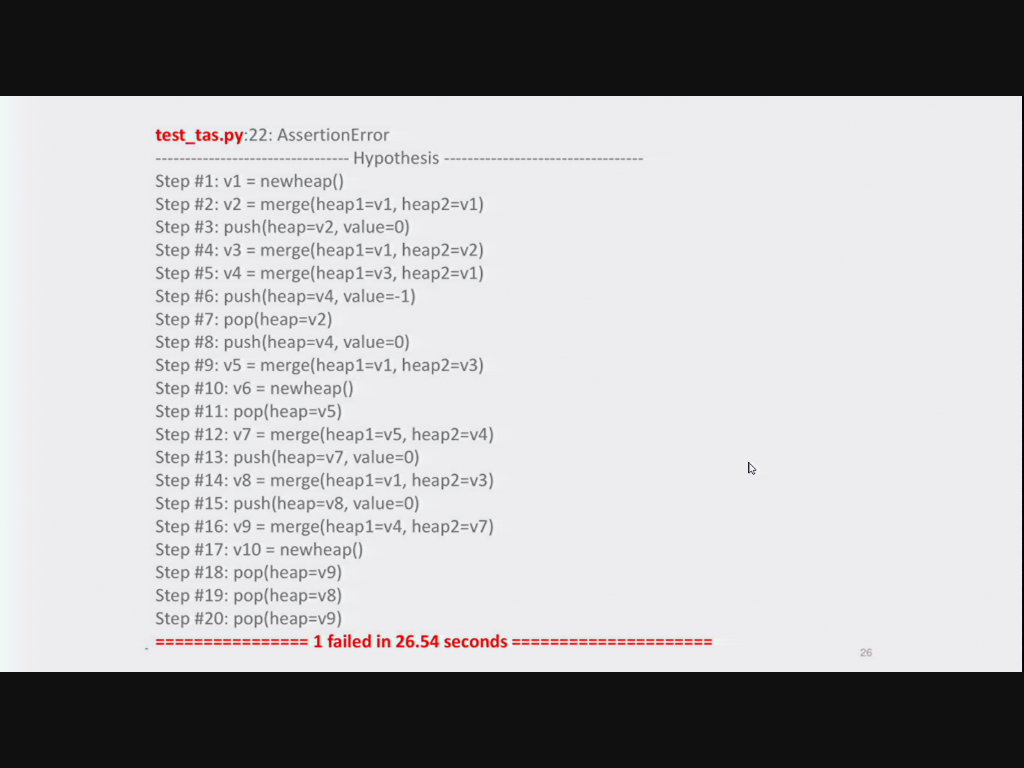 test_tas.py:22: AssertionError
--------------------------------- Hypothesis ----------------------------------
Step #1: v1 = newheap()
Step #2: v2 = merge(heap1=v1, heap2=v1)
Step #3: push(heap=v2, value=0)
Step #4: v3 = merge(heap1=v1, heap2=v2)
Step #5: v4 = merge(heap1=v3, heap2=v1)
Step #6: push(heap=v4, value=-1)
Step #7: pop(heap=v2)
Step #8: push(heap=v4, value=0)
Step #9: v5 = merge(heap1=v1, heap2=v3)
Step #10: v6 = newheap()
Step #11: pop(heap=v5)
Step #12: v7 = merge(heap1=v5, heap2=v4)
Step #13: push(heap=v7, value=0)
Step #14: v8 = merge(heap1=v1, heap2=v3)
Step #15: push(heap=v8, value=0)
Step #16: v9 = merge(heap1=v4, heap2=v7)
Step #17: v10 = newheap()
Step #18: pop(heap=v9)
Step #19: pop(heap=v8)
Step #20: pop(heap=v9)
================ 1 failed in 26.54 seconds =====================
26